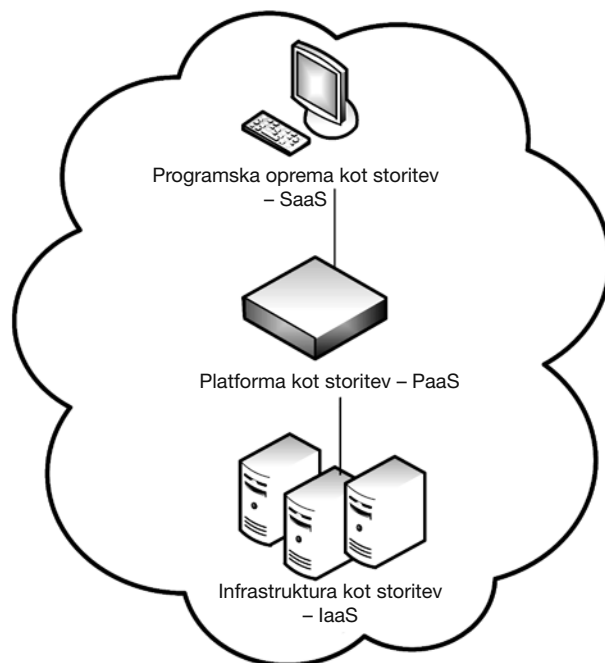 Programska oprema kot storitev
– SaaS
Platforma kot storitev – PaaS
Infrastruktura kot storitev
– IaaS